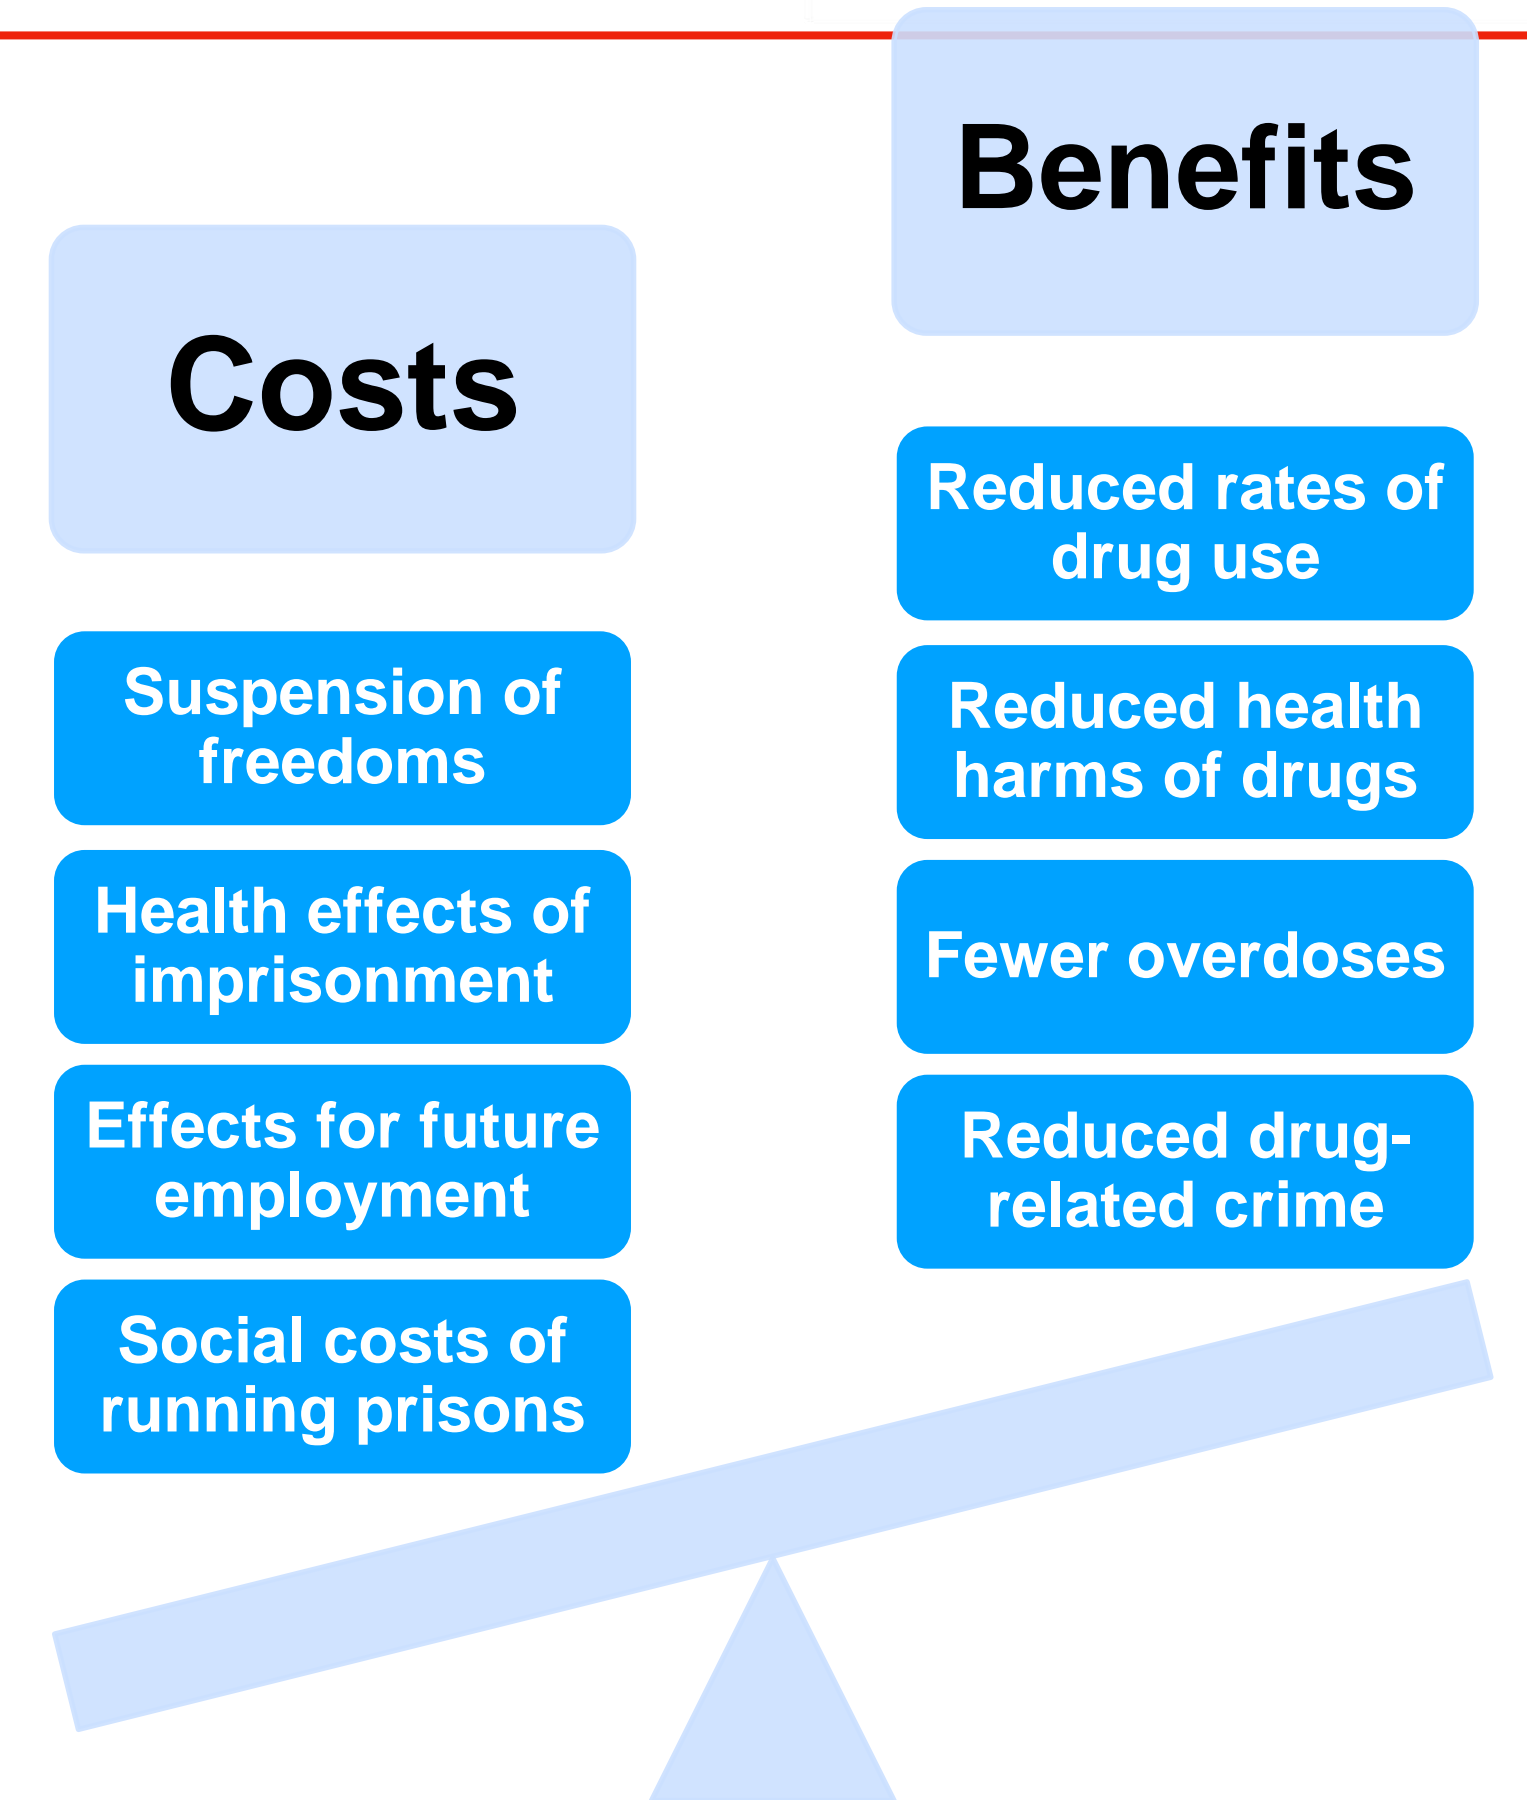 Costs
Suspension of
freedoms
Health effects of
imprisonment
Effects for future
employment
Social costs of
running prisons
Benefits
Reduced rates of
drug use
Reduced health
harms of drugs
Fewer overdoses
Reduced drug-
related crime